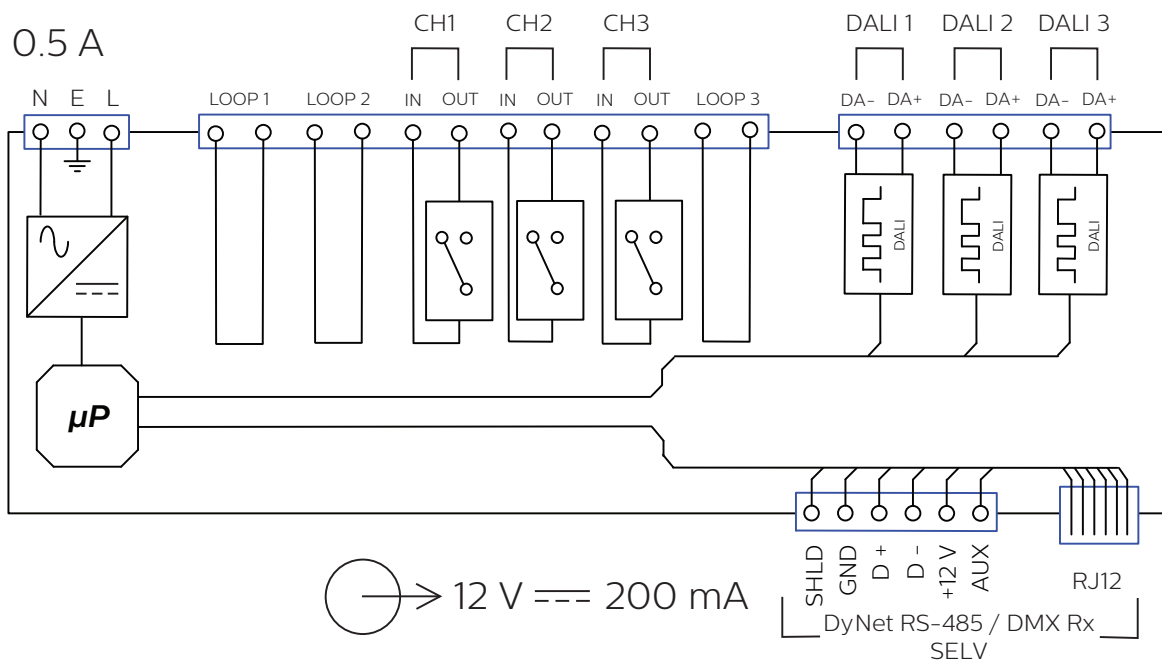 CH1 CH2 CH3 DALI 1 DALI 2 DALI 3
0.5 A
N E L LOOP 1 LOOP 2 IN OUT IN OUT IN OUT LOOP 3 DA- DA+ DA- DA+ DA- DA+
DALI DALI DALI
µP
SHLD GND D + D - +12 V AUX
RJ12
12 V 200 mA
DyNet RS-485 / DMX Rx
SELV